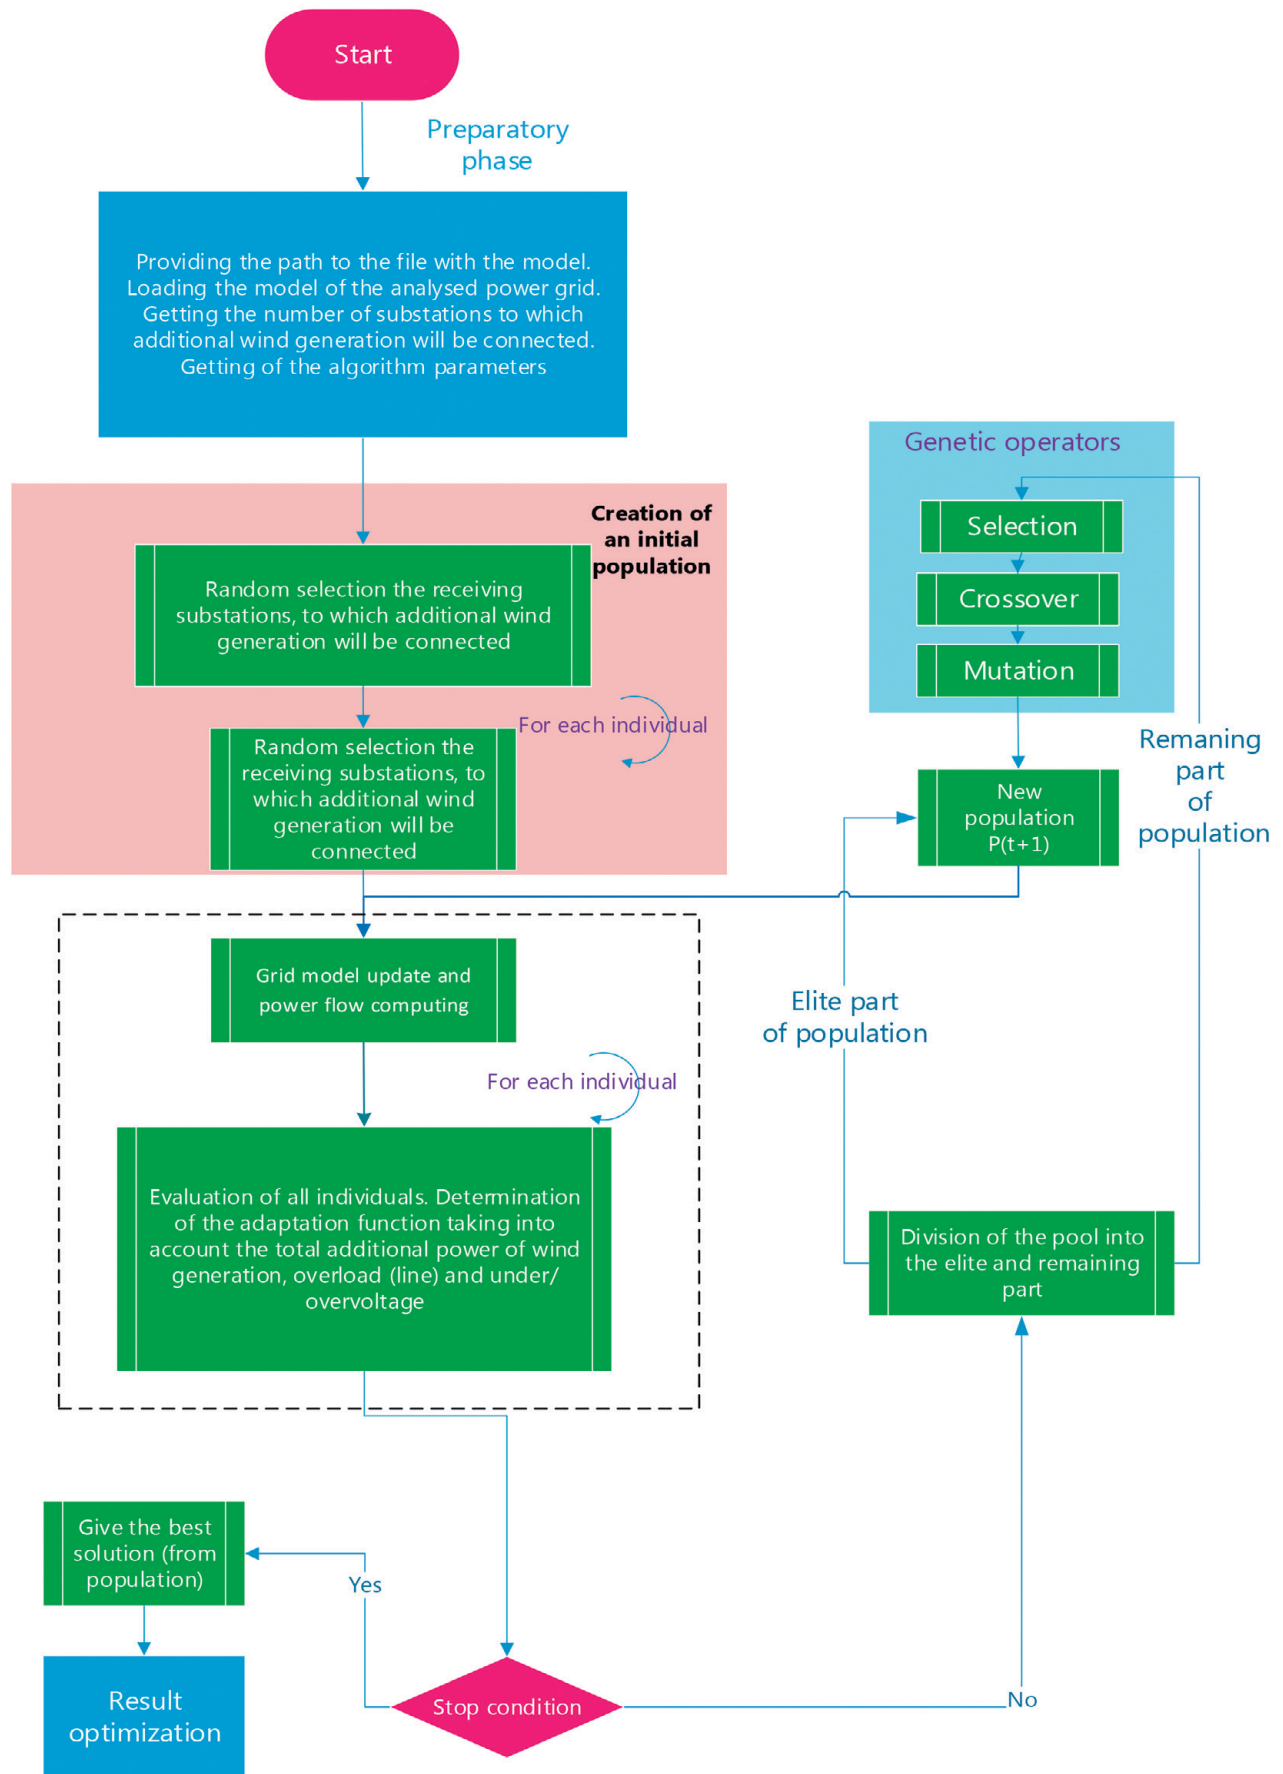 Start
Preparatory
phase
Providing the path to the file with the model.
Loading the model of the analysed power grid.
Getting the number of substations to which
additional wind generation will be connected.
Getting of the algorithm parameters
Creation of
an initial
population
Random selection the receiving
substations, to which additional wind
generation will be connected
For each individual
Random selection the
receiving substations, to
which additional wind
generation will be
connected
Genetic operators
Selection
Crossover
Mutation
Remaning
part
of
population
New
population
P(t+1)
Grid model update and
power flow computing
Elite part
of population
For each individual
Evaluation of all individuals. Determination
of the adaptation function taking into
account the total additional power of wind
generation, overload (line) and under/
overvoltage
Division of the pool into
the elite and remaining
part
Give the best
solution (from
population)
Yes
Stop condition
No
Result
optimization